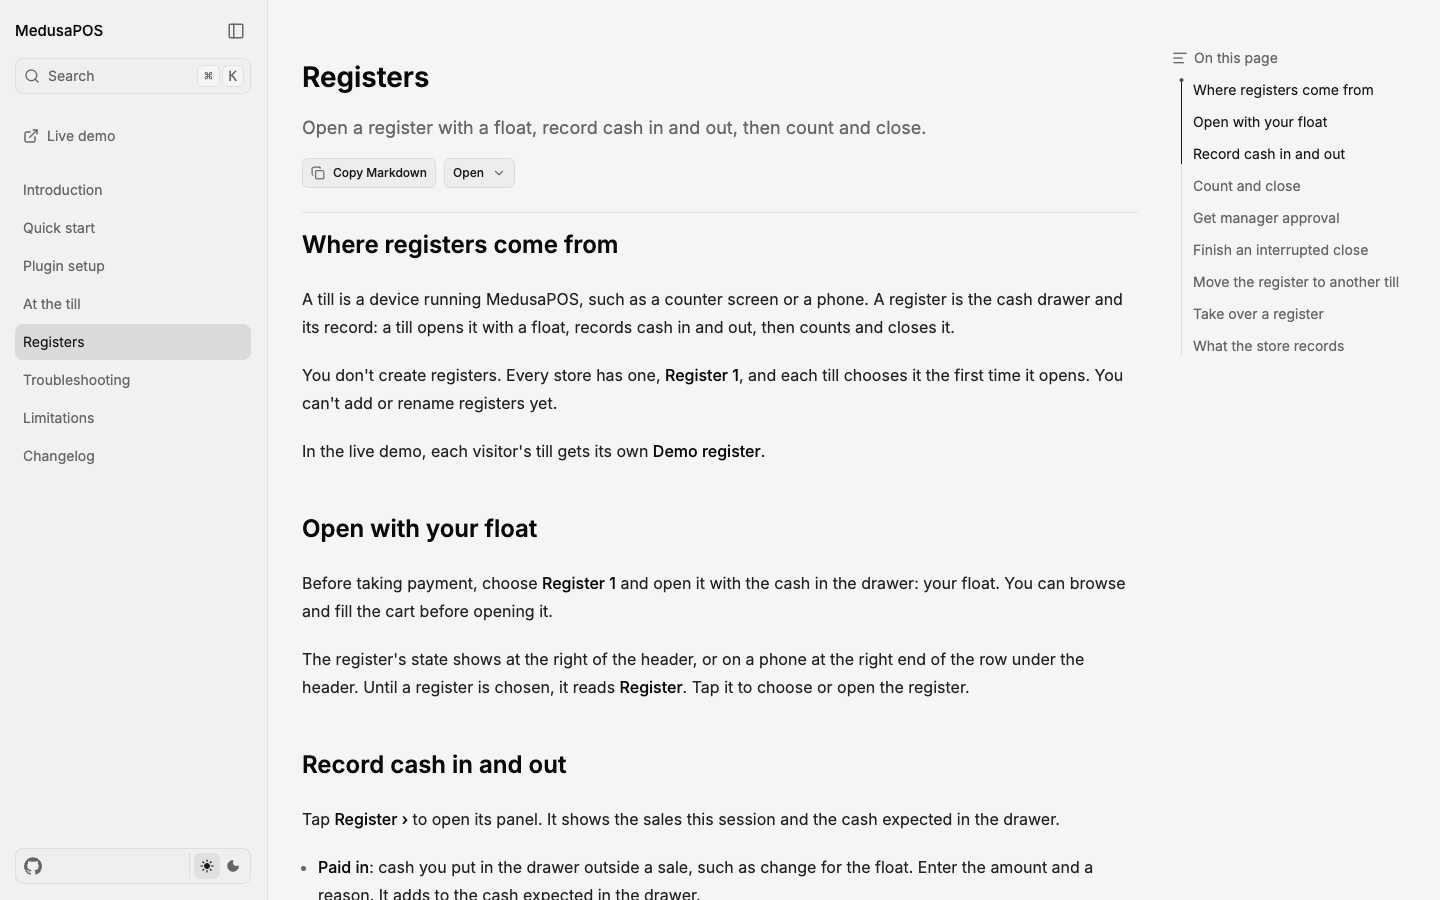 MedusaPOS
Search
⌘ K
Live demo
Introduction
Quick start
Plugin setup
At the till
Registers
Troubleshooting
Limitations
Changelog
Registers
Open a register with a float, record cash in and out, then count and close.
Copy Markdown
Open
Where registers come from
A till is a device running MedusaPOS, such as a counter screen or a phone. A register is the cash drawer and
its record: a till opens it with a float, records cash in and out, then counts and closes it.
You don't create registers. Every store has one, Register 1, and each till chooses it the first time it opens. You
can't add or rename registers yet.
In the live demo, each visitor's till gets its own Demo register.
Open with your float
Before taking payment, choose Register 1 and open it with the cash in the drawer: your float. You can browse
and fill the cart before opening it.
The register's state shows at the right of the header, or on a phone at the right end of the row under the
header. Until a register is chosen, it reads Register. Tap it to choose or open the register.
Record cash in and out
Tap Register › to open its panel. It shows the sales this session and the cash expected in the drawer.
• Paid in: cash you put in the drawer outside a sale, such as change for the float. Enter the amount and a
reason. It adds to the cash expected in the drawer.
On this page
Where registers come from
Open with your float
Record cash in and out
Count and close
Get manager approval
Finish an interrupted close
Move the register to another till
Take over a register
What the store records